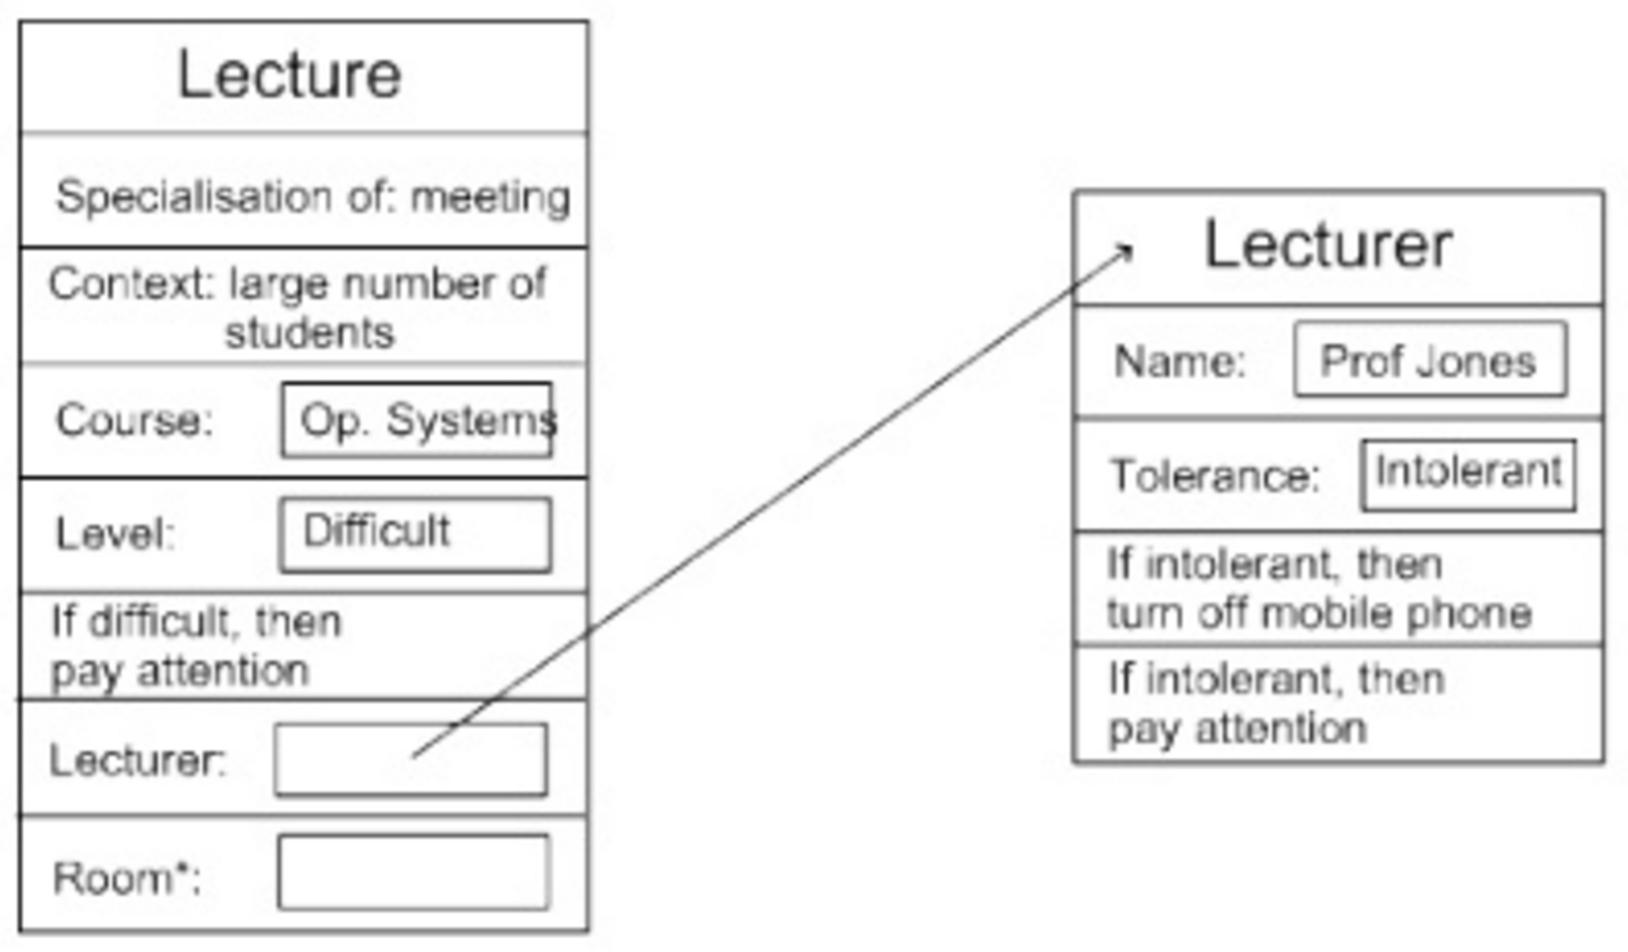 Lecture
Specialisation of: meeting
Context: large number of
students
Course: Op. Systems
Level: Difficult
If difficult, then
pay attention
Lecturer:
Room*:
Lecturer
Name: Prof Jones
Tolerance: Intolerant
If intolerant, then
turn off mobile phone
If intolerant, then
pay attention